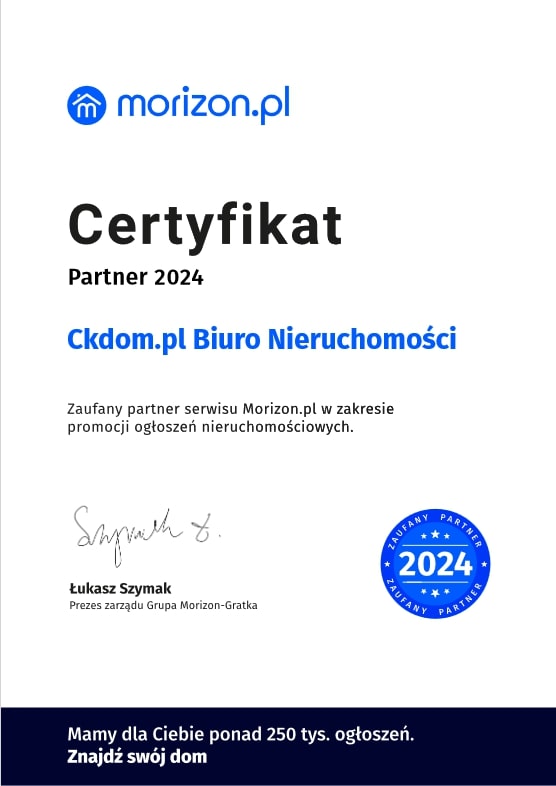 morizon.pl
Certyfikat
Partner 2024
Ckdom.pl Biuro Nieruchomości
Zaufany partner serwisu Morizon.pl w zakresie
promocji ogłoszeń nieruchomościowych.
Szymak Ł.
Łukasz Szymak
Prezes zarządu Grupa Morizon-Gratka
ZAUFANY PARTNER
2024
ZAUFANY PARTNER
Mamy dla Ciebie ponad 250 tys. ogłoszeń.
Znajdź swój dom